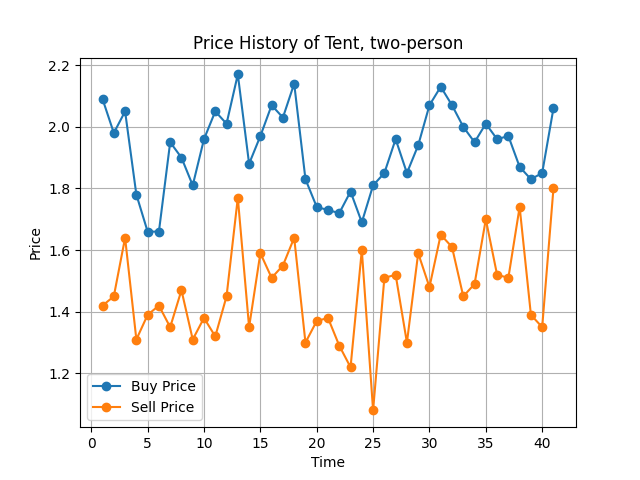 Price History of Tent, two-person
2.2
2.0
1.8
1.6
1.4
1.2
Price
Buy Price
Sell Price
0 5 10 15 20 25 30 35 40
Time